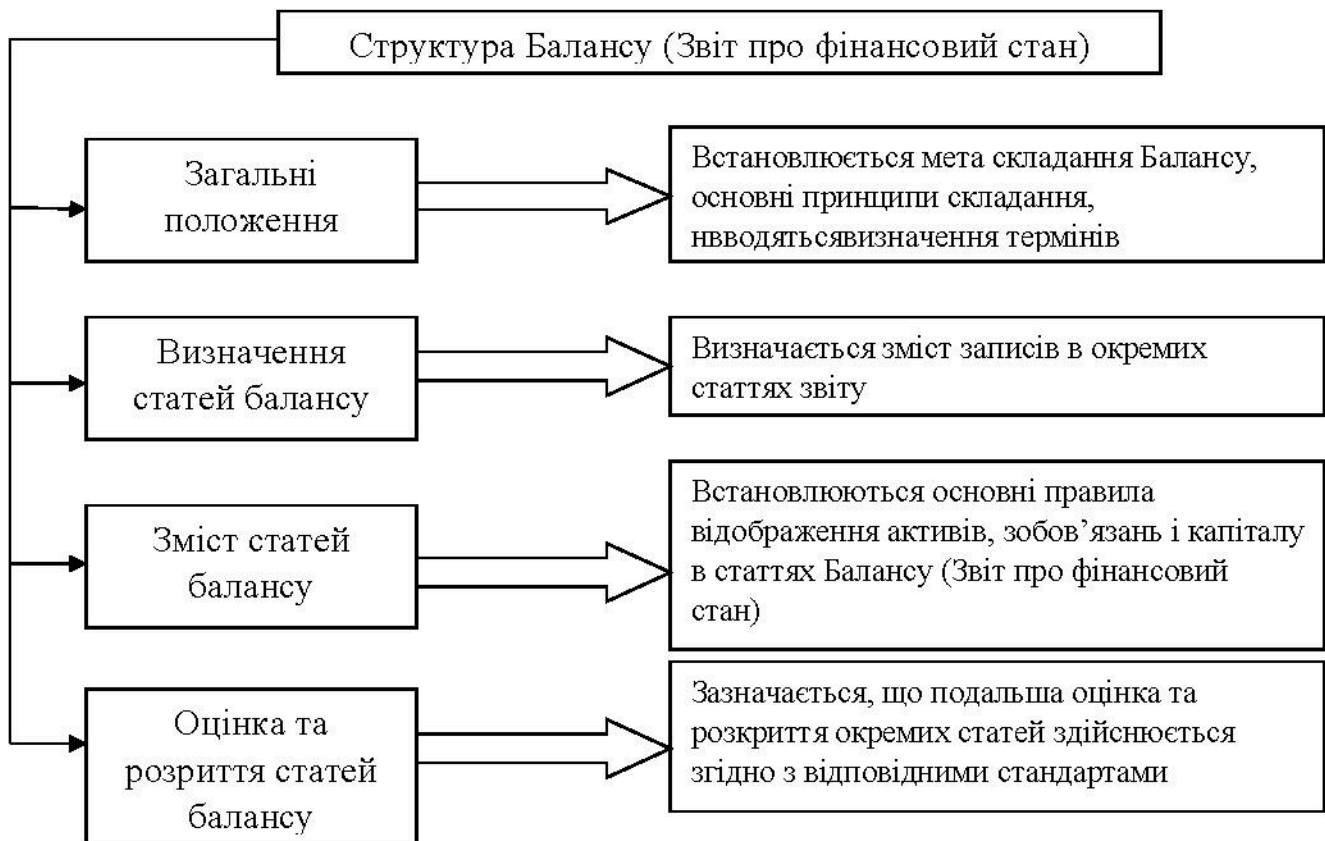 Структура Балансу (Звіт про фінансовий стан)
Загальні
положення
Встановлюється мета складання Балансу,
основні принципи складання,
нвводятьсявизначення термінів
Визначення
статей балансу
Визначається зміст записів в окремих
статтях звіту
Зміст статей
балансу
Встановлюються основні правила
відображення активів, зобов’язань і капіталу
в статтях Балансу (Звіт про фінансовий
стан)
Оцінка та
розриття статей
балансу
Зазначається, що подальша оцінка та
розкриття окремих статей здійснюється
згідно з відповідними стандартами